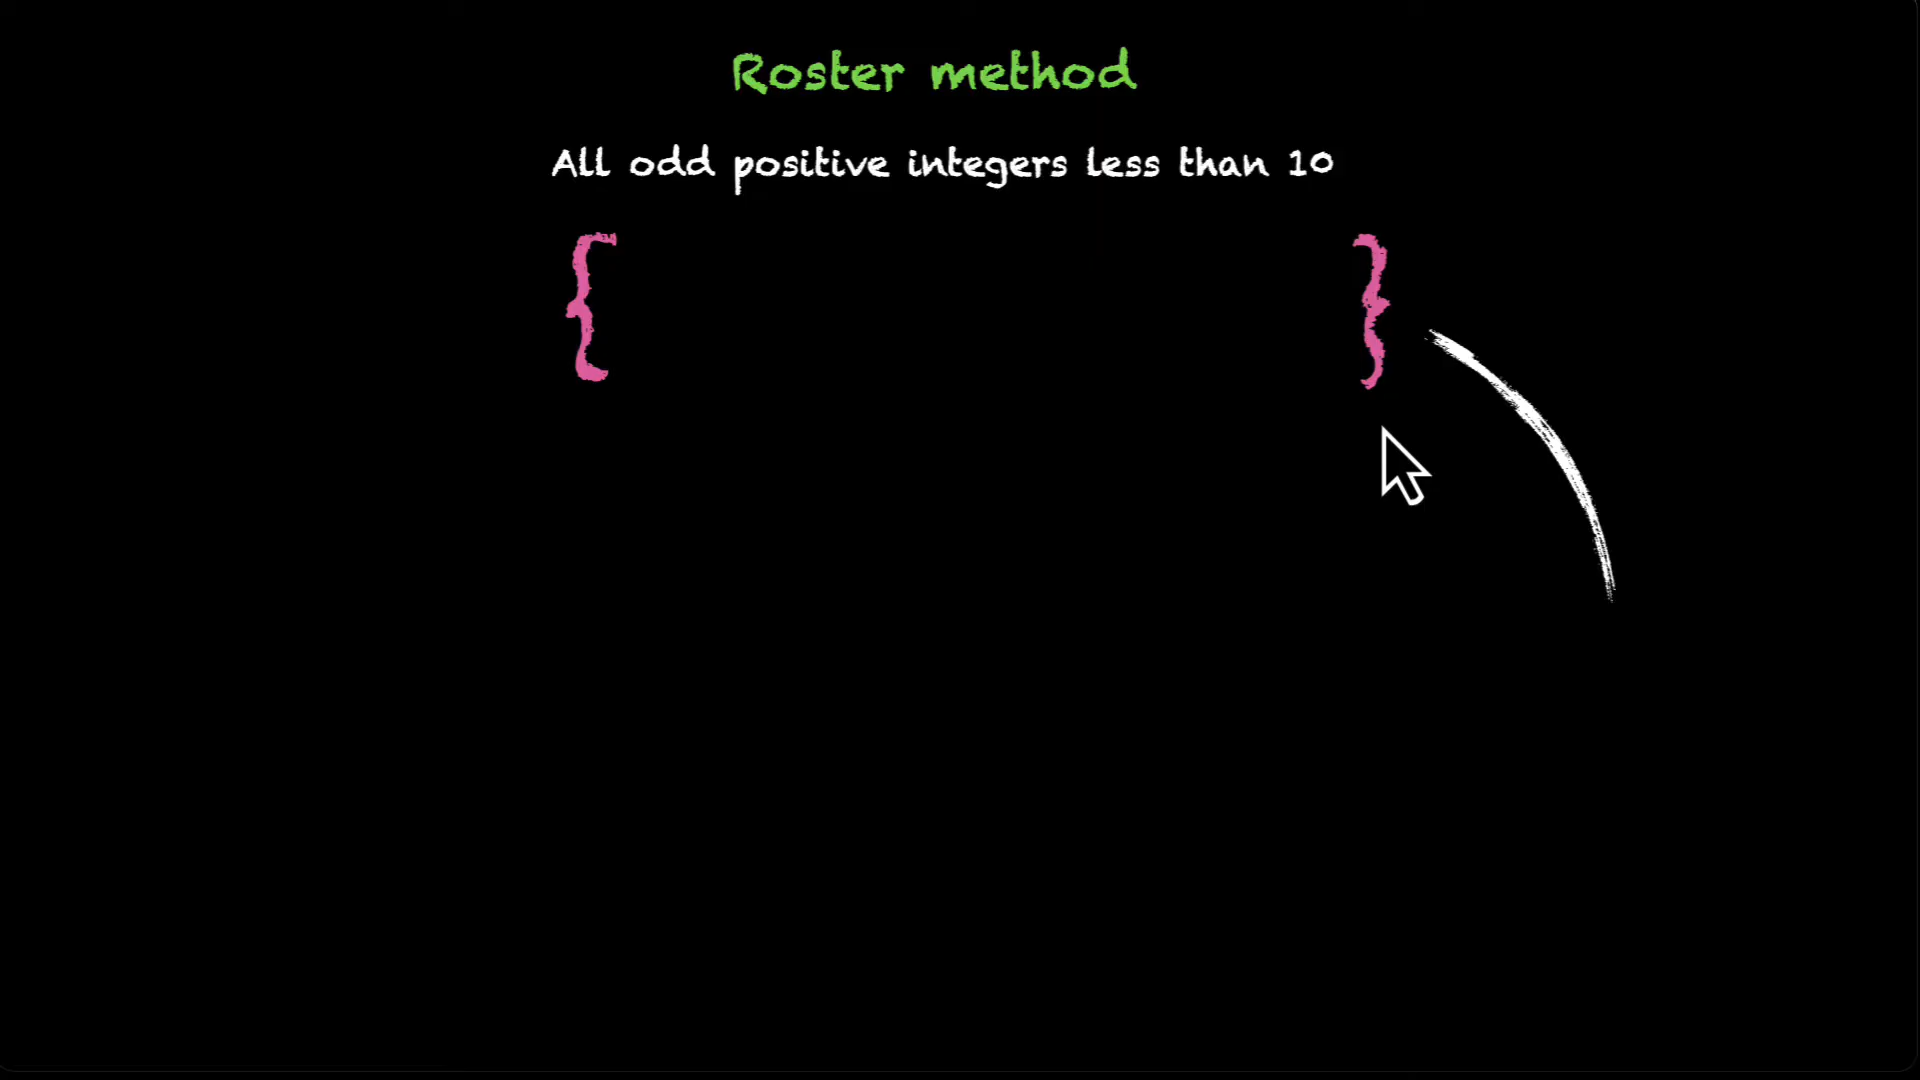 Roster method
All odd positive integers less than 10
{ }